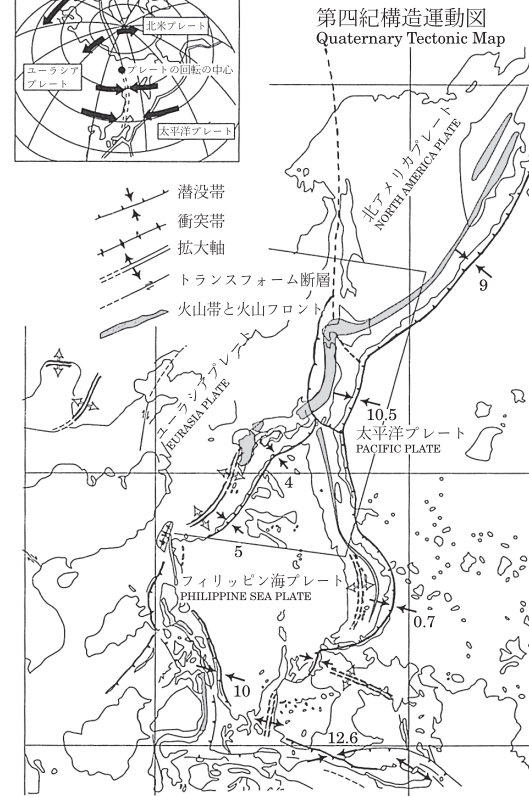 第四紀構造運動図
Quaternary Tectonic Map
北米プレート
ユーラシア
プレート
プレートの回転の中心
太平洋プレート
潜没帯
衝突帯
拡大軸
トランスフォーム断層
火山帯と火山フロント
北アメリカプレート
NORTH AMERICA PLATE
9
ユーラシアプレート
EURASIA PLATE
10.5
太平洋プレート
PACIFIC PLATE
4
5
フィリッピン海プレート
PHILIPPINE SEA PLATE
0.7
10
12.6